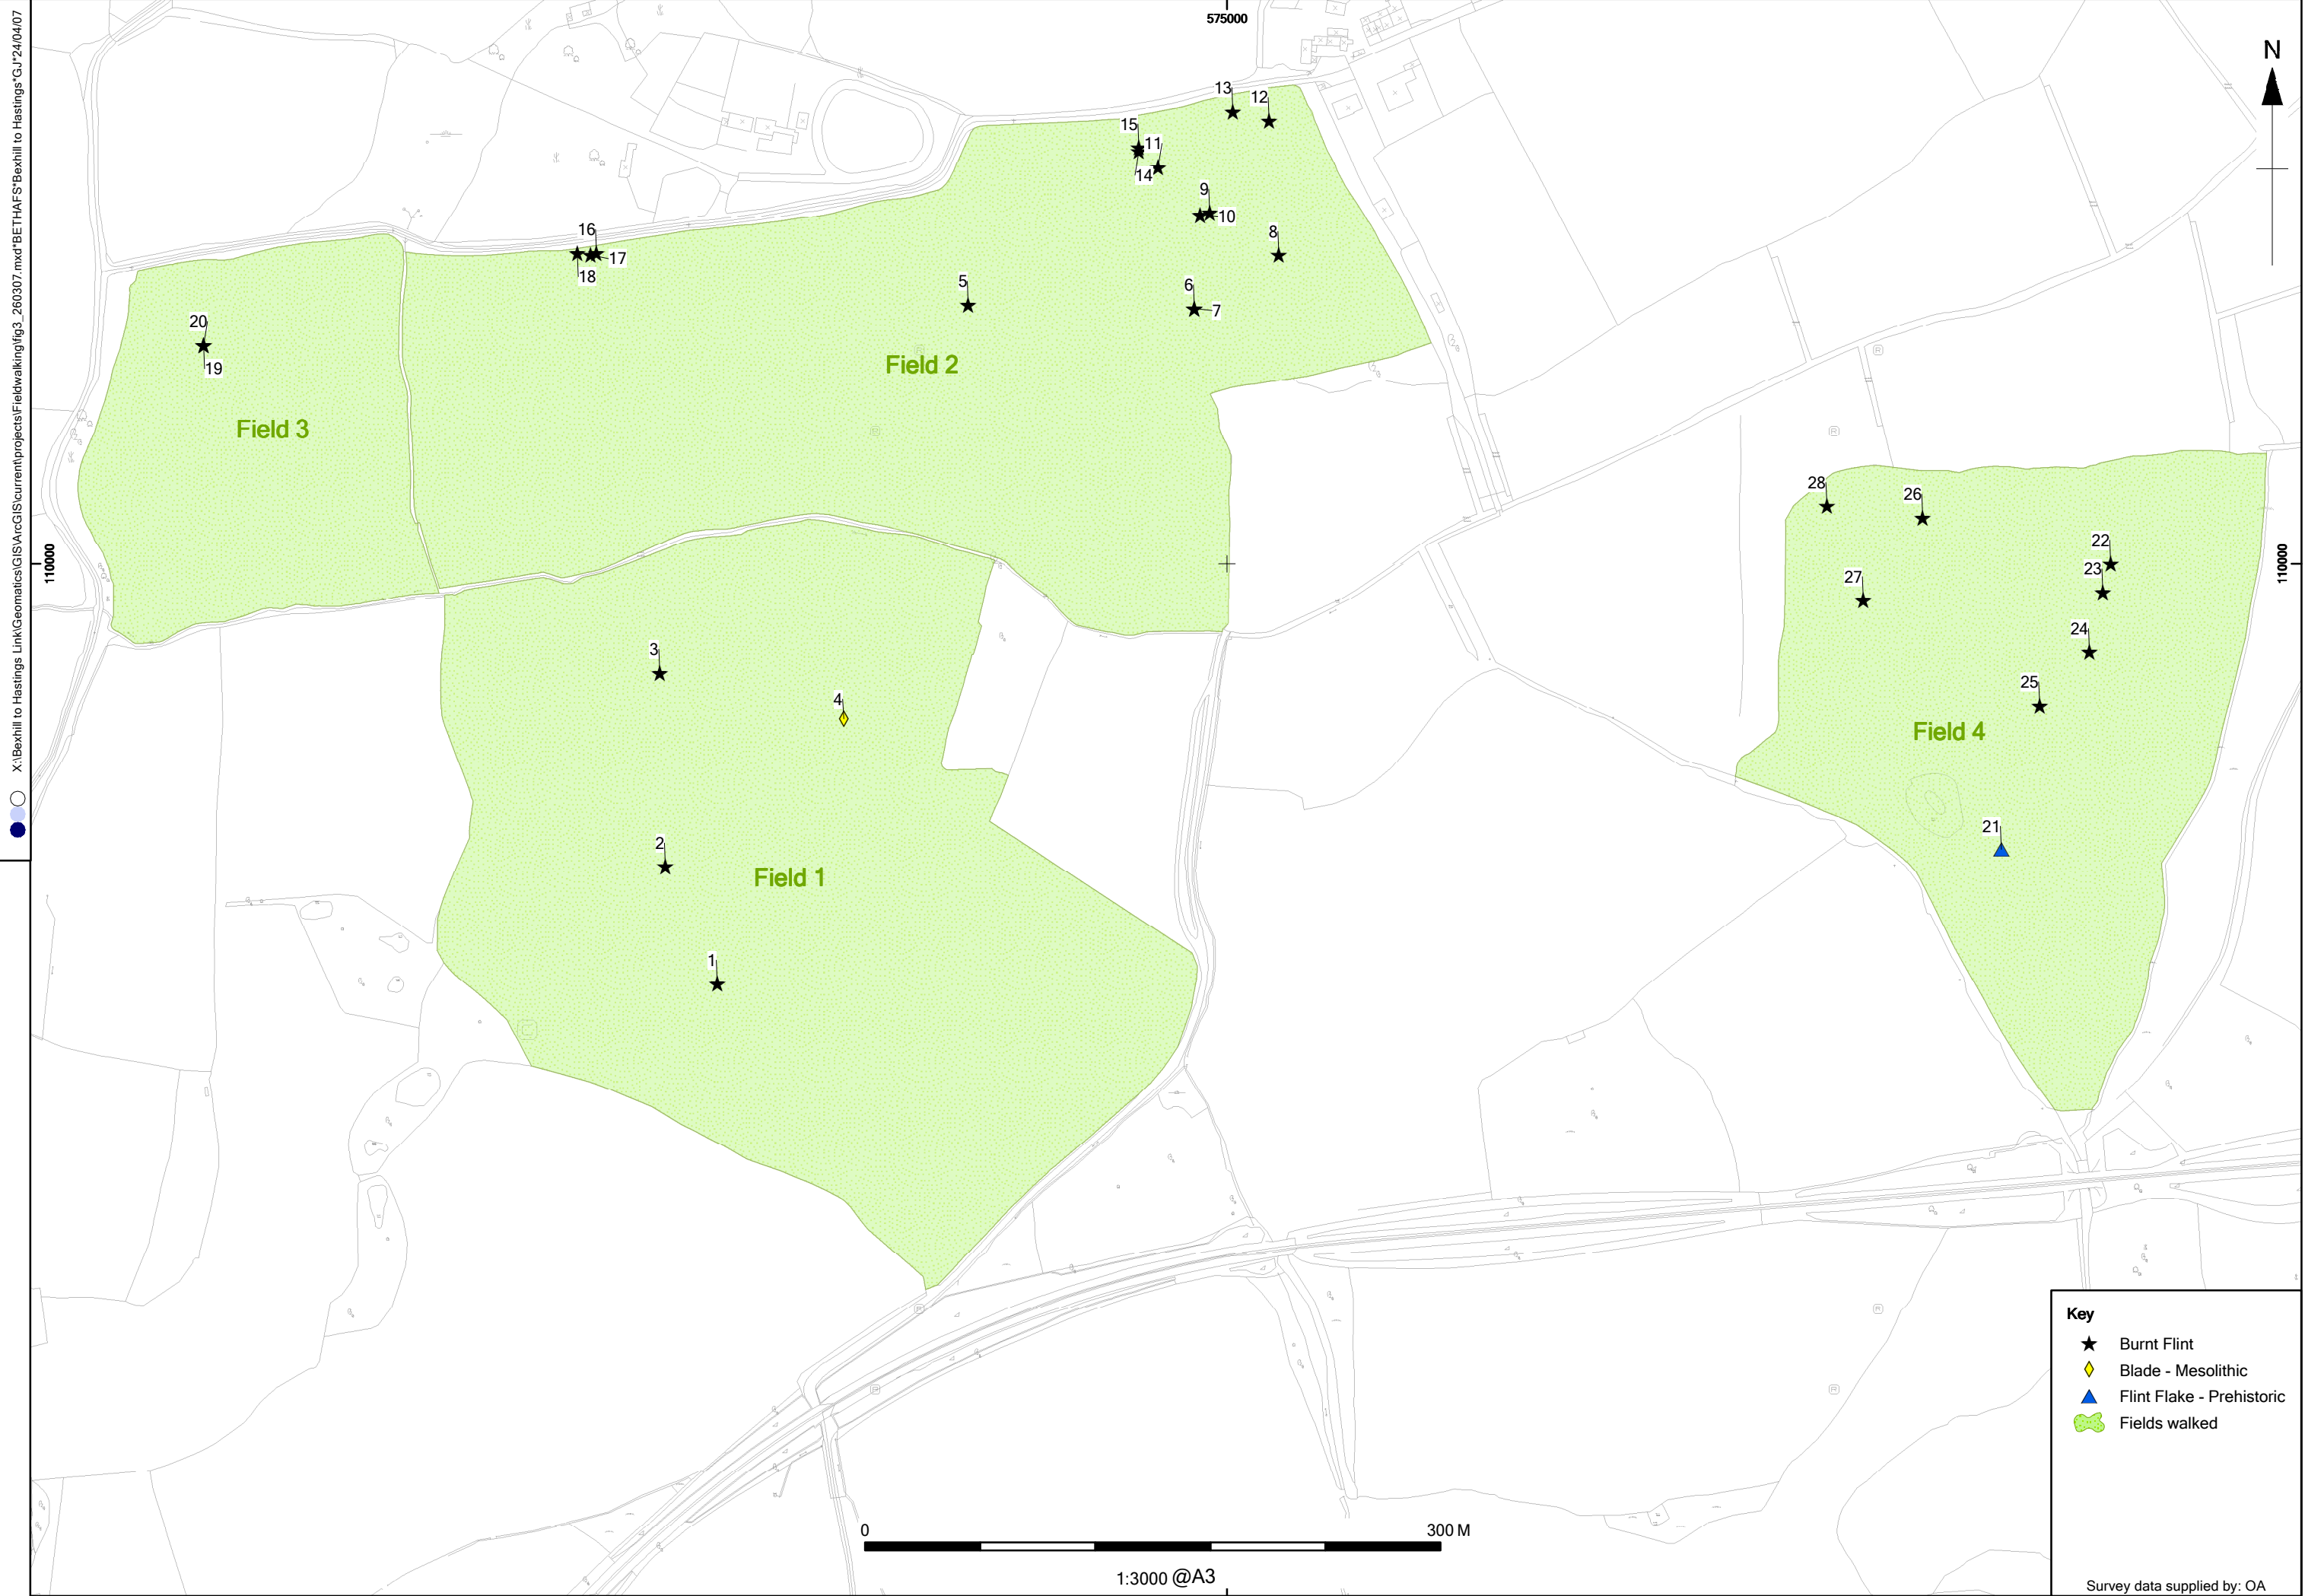 575000
N
13
12
15
11
14
9
10
16
8
17
18
5
6
7
20
19
Field 2
Field 3
28
26
22
110000
110000
23
27
24
3
25
4
Field 4
21
2
Field 1
1
X:\Bexhill to Hastings Link\Geomatics\GIS\ArcGIS\current\projects\Fieldwalking\fig3_260307.mxd*BETHAFS*Bexhill to Hastings*GJ*24/04/07
Key
Burnt Flint
Blade - Mesolithic
Flint Flake - Prehistoric
Fields walked
0
300 M
1:3000 @A3
Survey data supplied by: OA